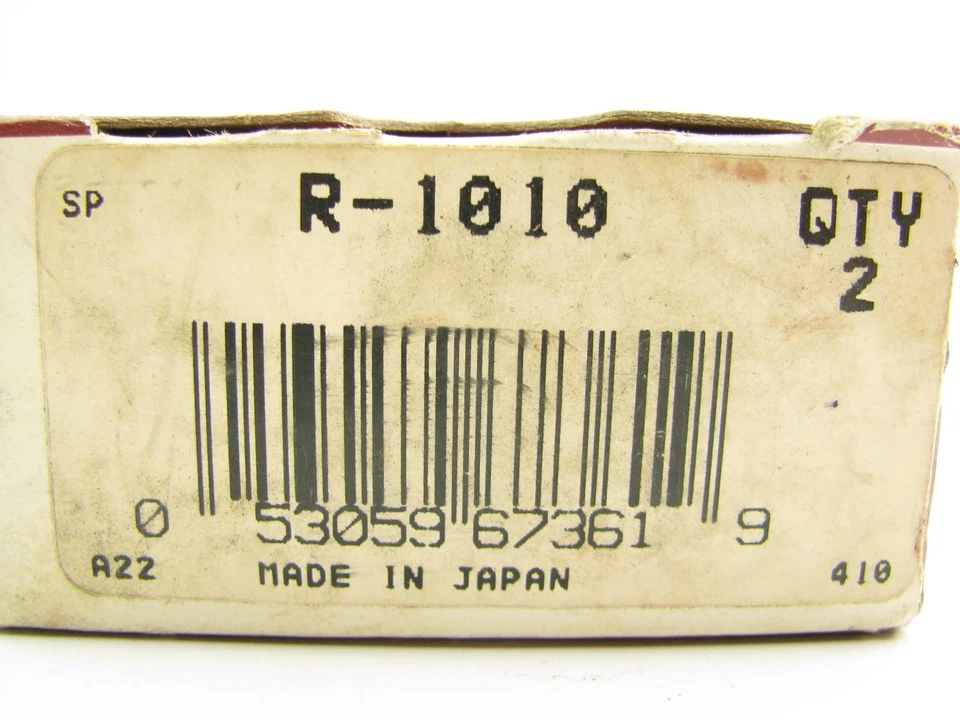 SP R-1010 QTY
2
0 53059 67361 9
A22 MADE IN JAPAN 410